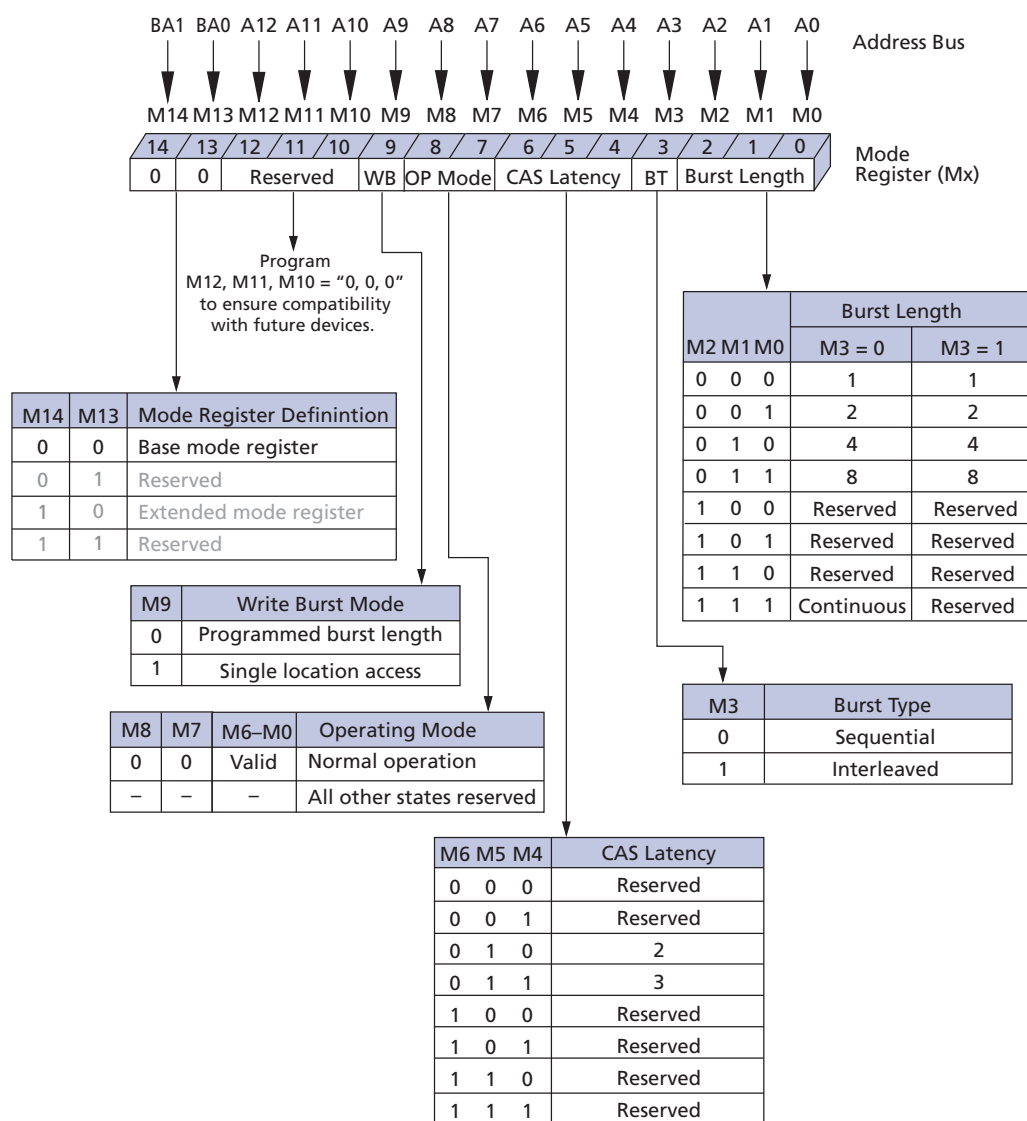 BA1 BA0 A12 A11 A10 A9 A8 A7 A6 A5 A4 A3 A2 A1 A0
Address Bus
M14 M13 M12 M11 M10 M9 M8 M7 M6 M5 M4 M3 M2 M1 M0
14 13 12 11 10 9 8 7 6 5 4 3 2 1 0
0 0 Reserved WB OP Mode CAS Latency BT Burst Length
Mode
Register (Mx)
Program
M12, M11, M10 = “0, 0, 0”
to ensure compatibility
with future devices.
Burst Length
M2 M1 M0 M3 = 0 M3 = 1
0 0 0 1 1
0 0 1 2 2
0 1 0 4 4
0 1 1 8 8
1 0 0 Reserved Reserved
1 0 1 Reserved Reserved
1 1 0 Reserved Reserved
1 1 1 Continuous Reserved
M14 M13 Mode Register Definintion
0 0 Base mode register
0 1 Reserved
1 0 Extended mode register
1 1 Reserved
M9 Write Burst Mode
0 Programmed burst length
1 Single location access
M3 Burst Type
0 Sequential
1 Interleaved
M8 M7 M6–M0 Operating Mode
0 0 Valid Normal operation
– – – All other states reserved
M6 M5 M4 CAS Latency
0 0 0 Reserved
0 0 1 Reserved
0 1 0 2
0 1 1 3
1 0 0 Reserved
1 0 1 Reserved
1 1 0 Reserved
1 1 1 Reserved